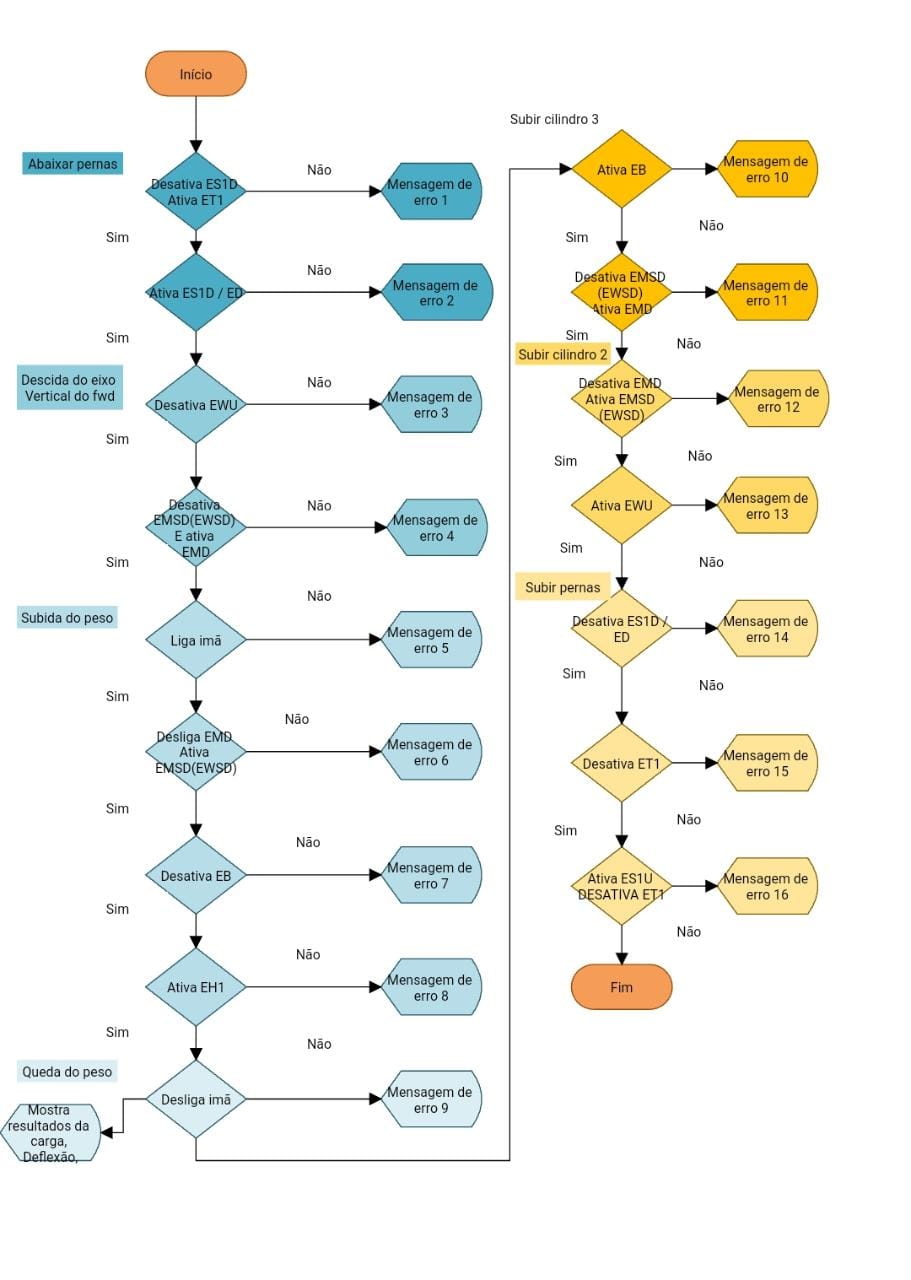 Início
Abaixar pernas
Desativa ES1D
Ativa ET1
Não
Mensagem de
erro 1
Sim
Ativa ES1D / ED
Não
Mensagem de
erro 2
Sim
Descida do eixo
Vertical do fwd
Desativa EWU
Não
Mensagem de
erro 3
Sim
Desativa
EMSD(EWSD)
E ativa
EMD
Não
Mensagem de
erro 4
Sim
Subida do peso
Liga imã
Não
Mensagem de
erro 5
Sim
Desliga EMD
Ativa
EMSD(EWSD)
Não
Mensagem de
erro 6
Sim
Desativa EB
Não
Mensagem de
erro 7
Sim
Ativa EH1
Não
Mensagem de
erro 8
Sim
Queda do peso
Desliga imã
Não
Mensagem de
erro 9
Mostra
resultados da
carga,
Deflexão,
Subir cilindro 3
Ativa EB
Mensagem de
erro 10
Não
Sim
Desativa EMSD
(EWSD)
Ativa EMD
Mensagem de
erro 11
Não
Sim
Subir cilindro 2
Desativa EMD
Ativa EMSD
(EWSD)
Mensagem de
erro 12
Não
Sim
Ativa EWU
Mensagem de
erro 13
Não
Sim
Subir pernas
Desativa ES1D /
ED
Mensagem de
erro 14
Não
Sim
Desativa ET1
Mensagem de
erro 15
Não
Sim
Ativa ES1U
DESATIVA ET1
Mensagem de
erro 16
Não
Fim